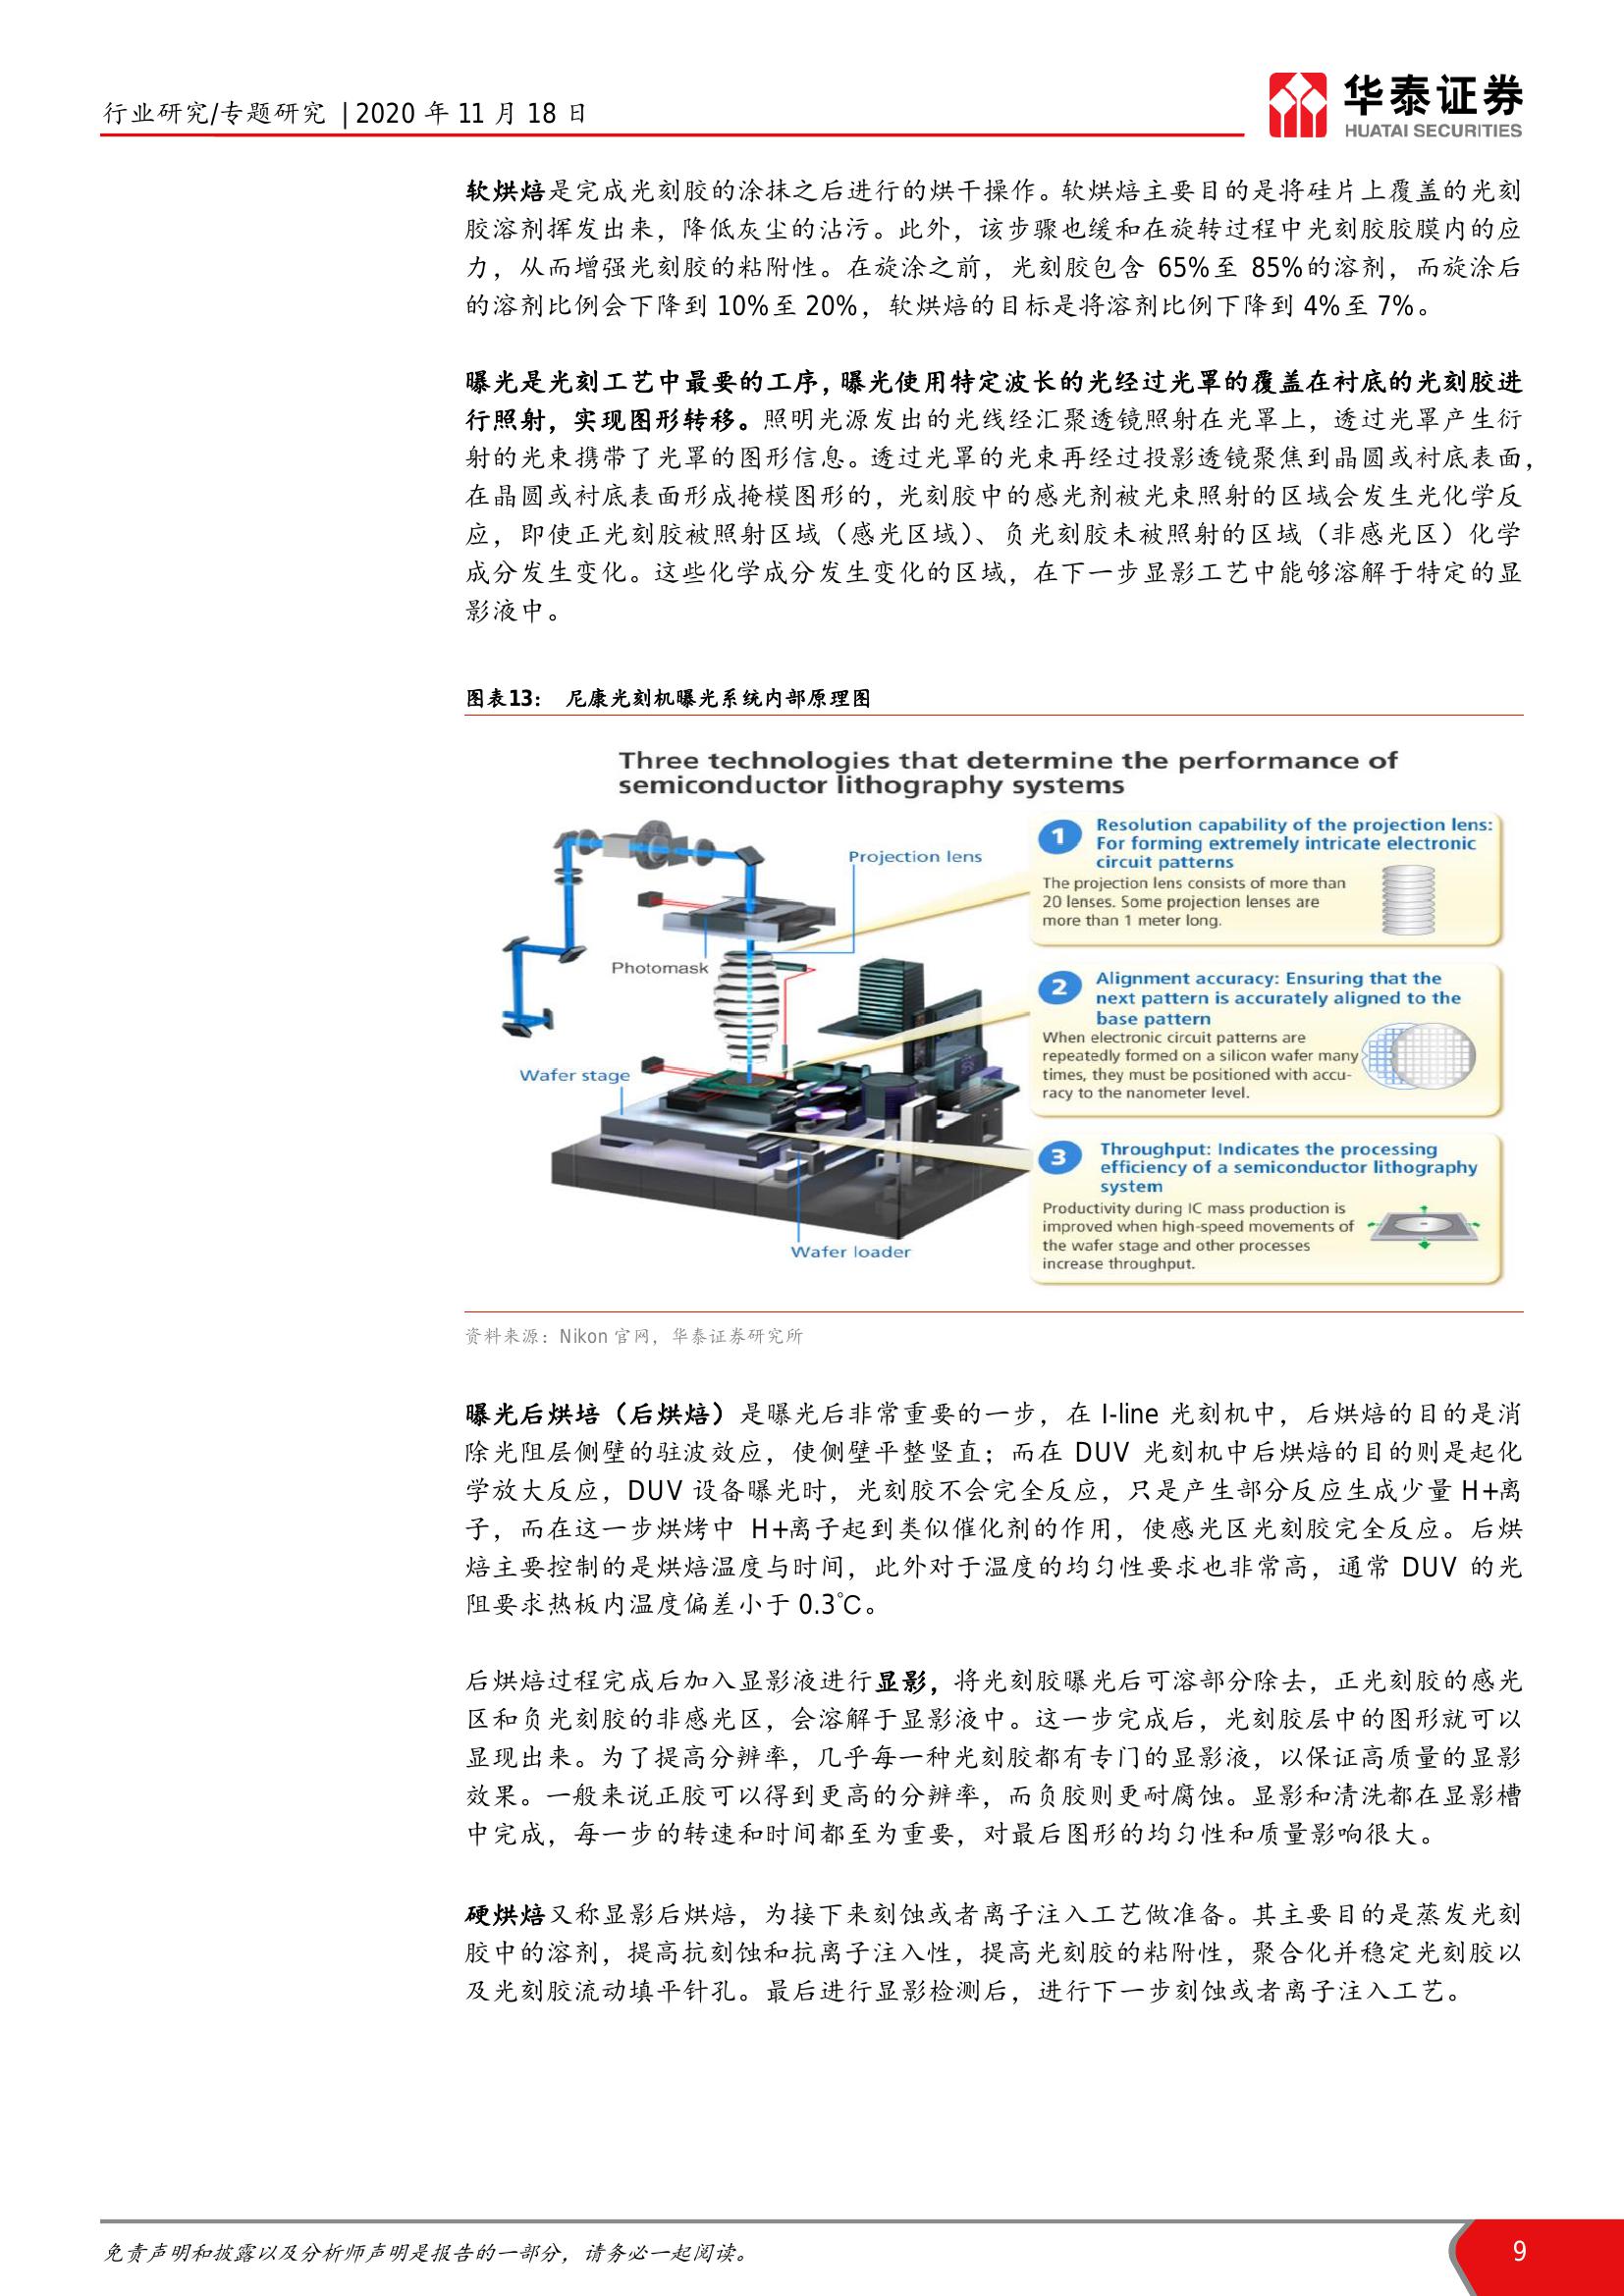 行业研究/专题研究 | 2020 年 11 月 18 日
华泰证券
HUATAI SECURITIES
软烘焙是完成光刻胶的涂抹之后进行的烘干操作。软烘焙主要目的是将硅片上覆盖的光刻
胶溶剂挥发出来，降低灰尘的沾污。此外，该步骤也缓和在旋转过程中光刻胶胶膜内的应
力，从而增强光刻胶的粘附性。在旋涂之前，光刻胶包含 65%至 85%的溶剂，而旋涂后
的溶剂比例会下降到 10%至 20%，软烘焙的目标是将溶剂比例下降到 4%至 7%。
曝光是光刻工艺中最要的工序，曝光使用特定波长的光经过光罩的覆盖在衬底的光刻胶进
行照射，实现图形转移。照明光源发出的光线经汇聚透镜照射在光罩上，透过光罩产生衍
射的光束携带了光罩的图形信息。透过光罩的光束再经过投影透镜聚焦到晶圆或衬底表面，
在晶圆或衬底表面形成掩模图形的，光刻胶中的感光剂被光束照射的区域会发生光化学反
应，即使正光刻胶被照射区域（感光区域）、负光刻胶未被照射的区域（非感光区）化学
成分发生变化。这些化学成分发生变化的区域，在下一步显影工艺中能够溶解于特定的显
影液中。
图表13： 尼康光刻机曝光系统内部原理图
Three technologies that determine the performance of
semiconductor lithography systems
Projection lens
Photomask
Wafer stage
Wafer loader
1
Resolution capability of the projection lens:
For forming extremely intricate electronic
circuit patterns
The projection lens consists of more than
20 lenses. Some projection lenses are
more than 1 meter long.
2
Alignment accuracy: Ensuring that the
next pattern is accurately aligned to the
base pattern
When electronic circuit patterns are
repeatedly formed on a silicon wafer many
times, they must be positioned with accu-
racy to the nanometer level.
3
Throughput: Indicates the processing
efficiency of a semiconductor lithography
system
Productivity during IC mass production is
improved when high-speed movements of
the wafer stage and other processes
increase throughput.
资料来源：Nikon 官网，华泰证券研究所
曝光后烘培（后烘焙）是曝光后非常重要的一步，在 I-line 光刻机中，后烘焙的目的是消
除光阻层侧壁的驻波效应，使侧壁平整竖直；而在 DUV 光刻机中后烘焙的目的则是起化
学放大反应，DUV 设备曝光时，光刻胶不会完全反应，只是产生部分反应生成少量 H+离
子，而在这一步烘烤中 H+离子起到类似催化剂的作用，使感光区光刻胶完全反应。后烘
焙主要控制的是烘焙温度与时间，此外对于温度的均匀性要求也非常高，通常 DUV 的光
阻要求热板内温度偏差小于 0.3℃。
后烘焙过程完成后加入显影液进行显影，将光刻胶曝光后可溶部分除去，正光刻胶的感光
区和负光刻胶的非感光区，会溶解于显影液中。这一步完成后，光刻胶层中的图形就可以
显现出来。为了提高分辨率，几乎每一种光刻胶都有专门的显影液，以保证高质量的显影
效果。一般来说正胶可以得到更高的分辨率，而负胶则更耐腐蚀。显影和清洗都在显影槽
中完成，每一步的转速和时间都至为重要，对最后图形的均匀性和质量影响很大。
硬烘焙又称显影后烘焙，为接下来刻蚀或者离子注入工艺做准备。其主要目的是蒸发光刻
胶中的溶剂，提高抗刻蚀和抗离子注入性，提高光刻胶的粘附性，聚合化并稳定光刻胶以
及光刻胶流动填平针孔。最后进行显影检测后，进行下一步刻蚀或者离子注入工艺。
免责声明和披露以及分析师声明是报告的一部分，请务必一起阅读。
9